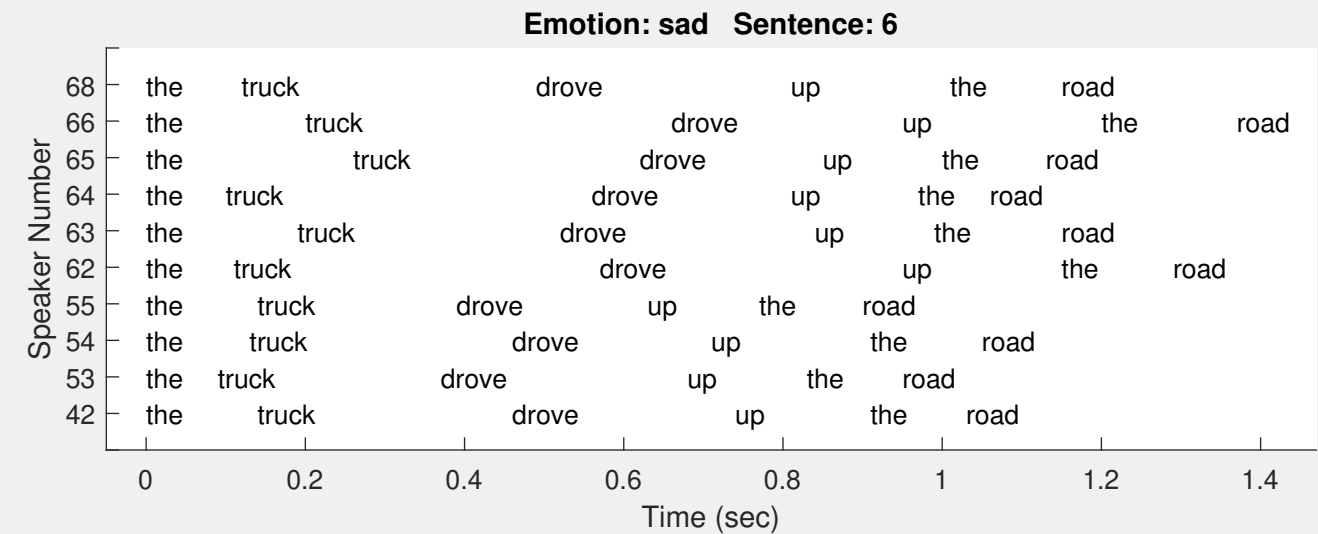 Emotion: sad   Sentence: 6
68 the truck drove up the road
66 the truck drove up the road
65 the truck drove up the road
64 the truck drove up the road
63 the truck drove up the road
62 the truck drove up the road
55 the truck drove up the road
54 the truck drove up the road
53 the truck drove up the road
42 the truck drove up the road
Speaker Number
0 0.2 0.4 0.6 0.8 1 1.2 1.4
Time (sec)